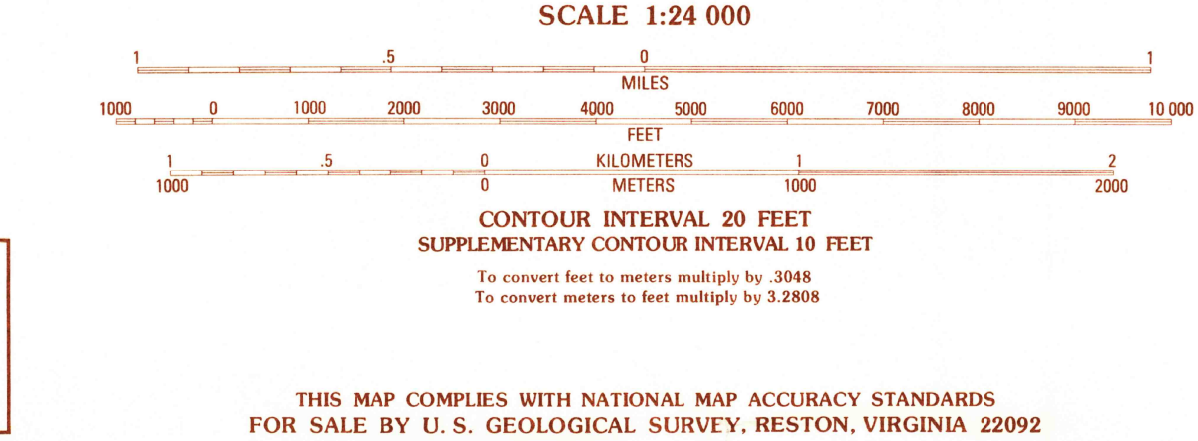 SCALE 1:24 000
1 .5 0 1
MILES
1000 0 1000 2000 3000 4000 5000 6000 7000 8000 9000 10 000
FEET
1 .5 0 KILOMETERS 1 2
1000 0 METERS 1000 2000
CONTOUR INTERVAL 20 FEET
SUPPLEMENTARY CONTOUR INTERVAL 10 FEET
To convert feet to meters multiply by .3048
To convert meters to feet multiply by 3.2808
THIS MAP COMPLIES WITH NATIONAL MAP ACCURACY STANDARDS
FOR SALE BY U. S. GEOLOGICAL SURVEY, RESTON, VIRGINIA 22092